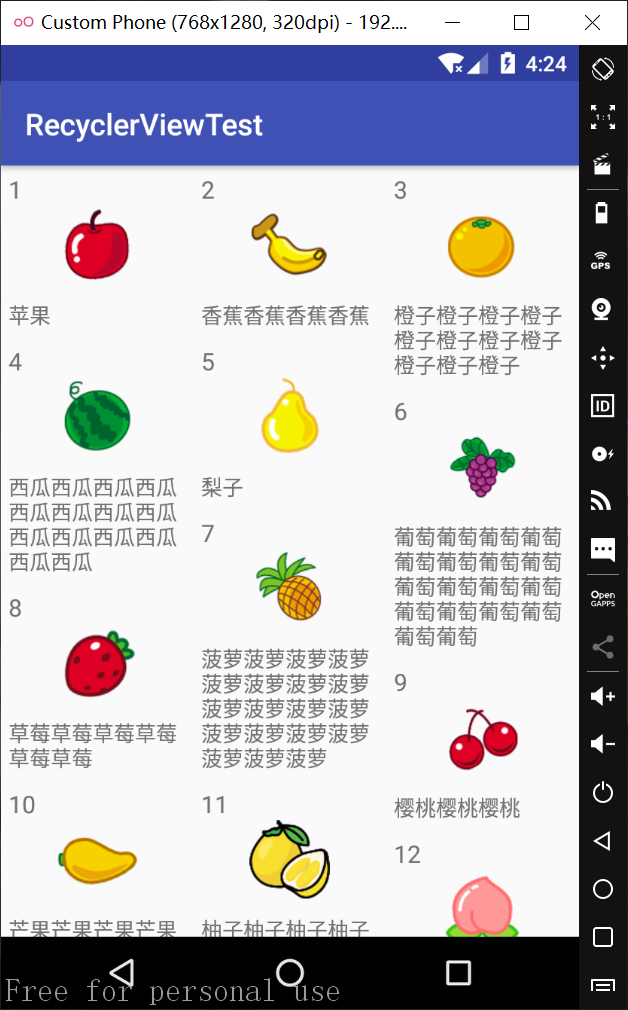 Custom Phone (768x1280, 320dpi) - 192....
4:24
RecyclerViewTest
1
苹果
2
香蕉香蕉香蕉香蕉
3
橙子橙子橙子橙子
橙子橙子橙子橙子
橙子橙子橙子
4
西瓜西瓜西瓜西瓜
西瓜西瓜西瓜西瓜
西瓜西瓜西瓜西瓜
西瓜西瓜
5
梨子
6
葡萄葡萄葡萄葡萄
葡萄葡萄葡萄葡萄
葡萄葡萄葡萄葡萄
葡萄葡萄葡萄葡萄
葡萄葡萄
7
菠萝菠萝菠萝菠萝
菠萝菠萝菠萝菠萝
菠萝菠萝菠萝菠萝
菠萝菠萝菠萝菠萝
菠萝菠萝菠萝
8
草莓草莓草莓草莓
草莓草莓
9
樱桃樱桃樱桃
10
芒果芒果芒果芒果
11
柚子柚子柚子柚子
12
1:1
GPS
ID
Open
GAPPS
Free for personal use